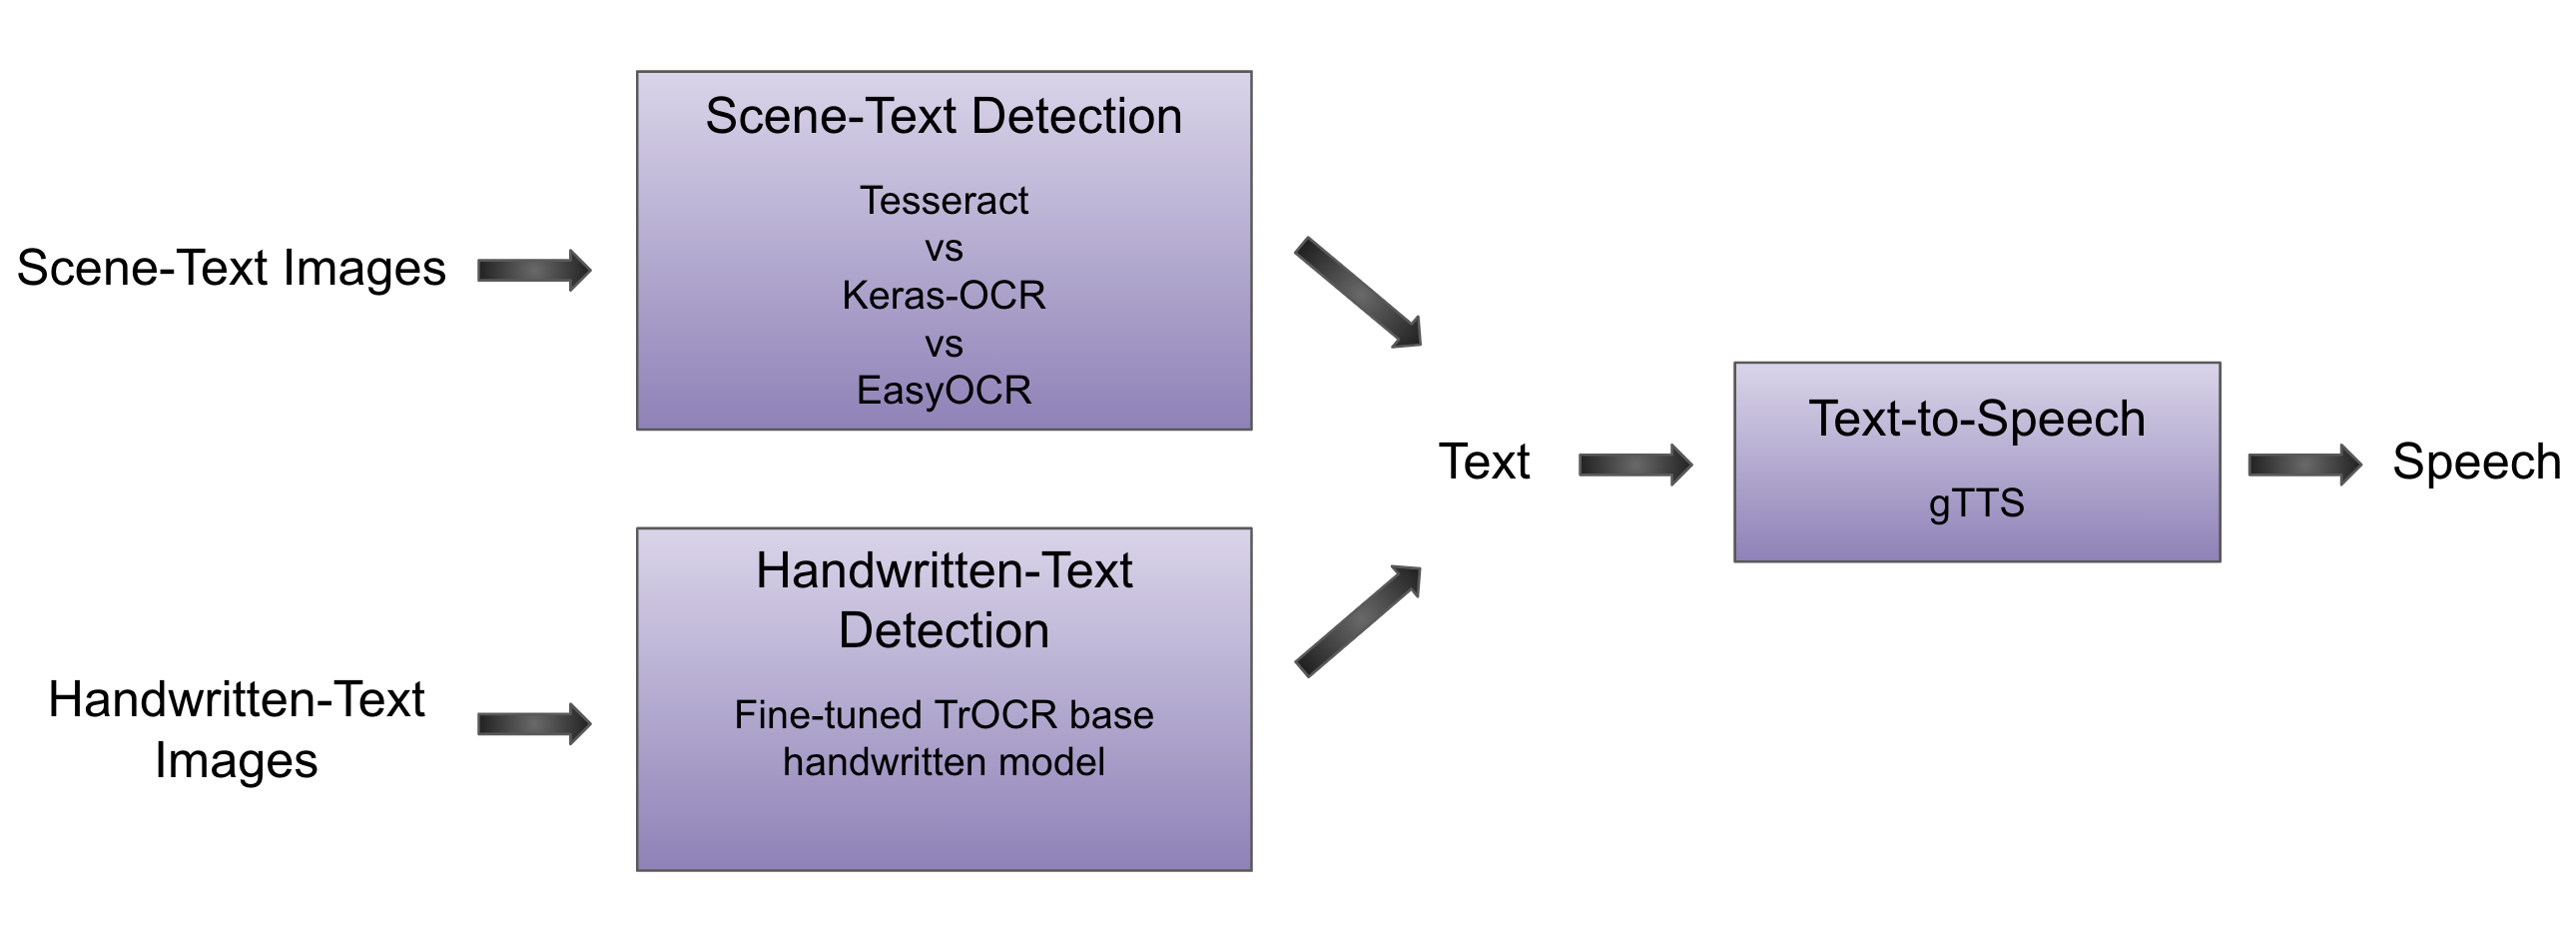 Scene-Text Images
Scene-Text Detection
Tesseract
vs
Keras-OCR
vs
EasyOCR
Handwritten-Text
Images
Handwritten-Text
Detection
Fine-tuned TrOCR base
handwritten model
Text
Text-to-Speech
gTTS
Speech